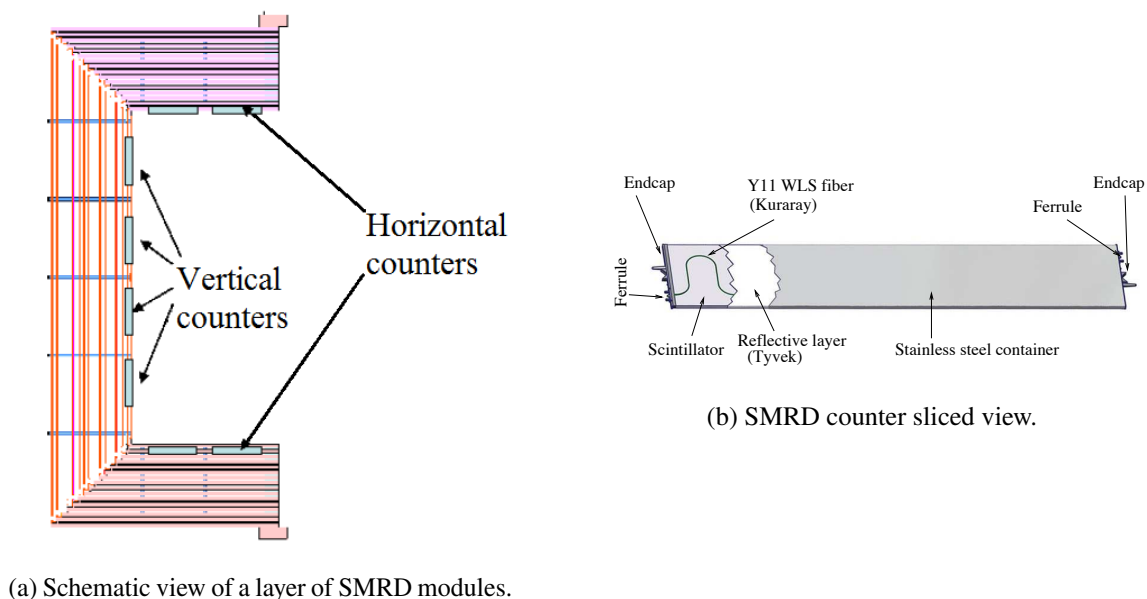 Horizontal
counters
Vertical
counters
(a) Schematic view of a layer of SMRD modules.
Y11 WLS fiber
(Kuraray)
Endcap
Endcap
Ferrule
Ferrule
Scintillator
Reflective layer
(Tyvek)
Stainless steel container
(b) SMRD counter sliced view.